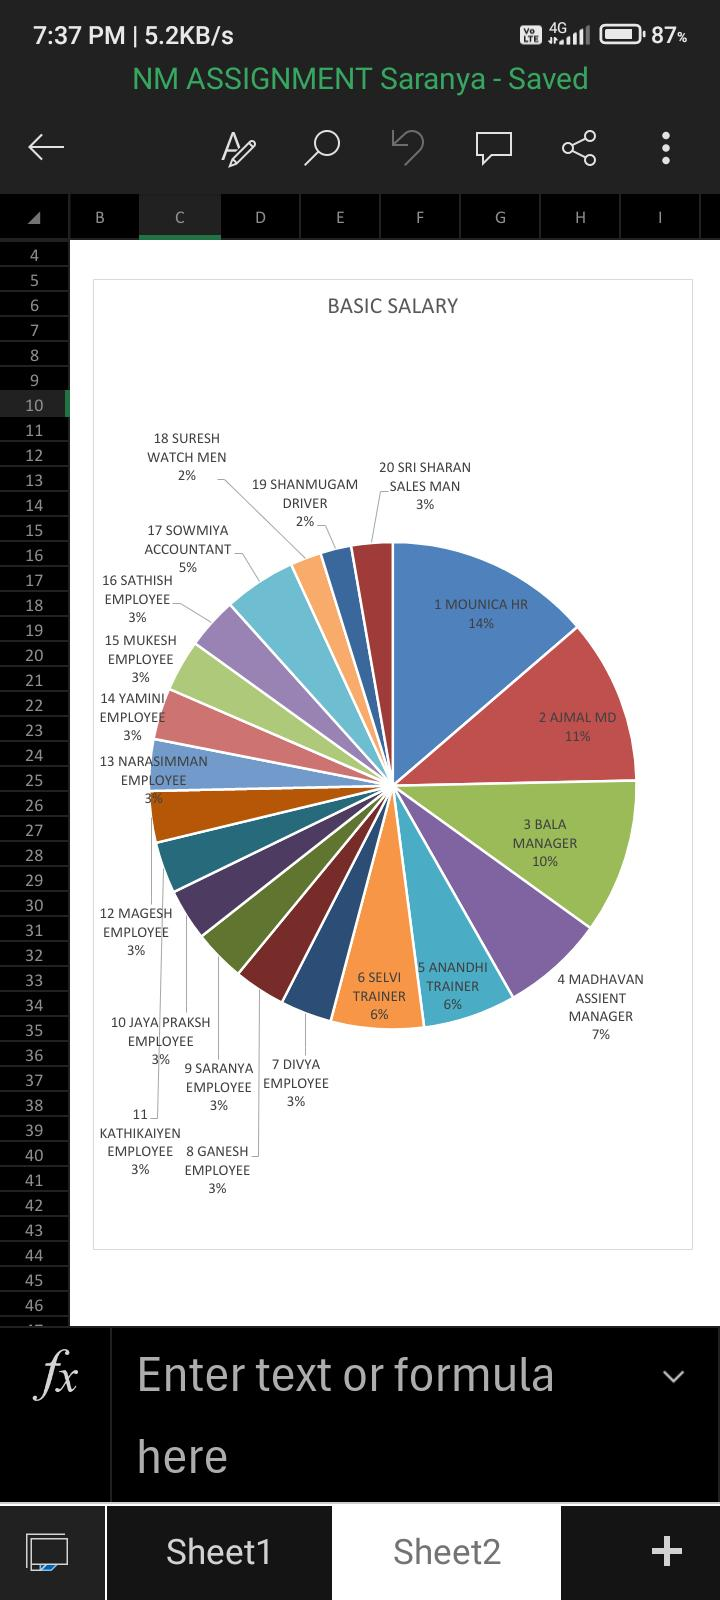 7:37 PM | 5.2KB/s
Vo LTE 4G 87%
NM ASSIGNMENT Saranya - Saved
B C D E F G H I
4
5
6
7
8
9
10
11
12
13
14
15
16
17
18
19
20
21
22
23
24
25
26
27
28
29
30
31
32
33
34
35
36
37
38
39
40
41
42
43
44
45
46
BASIC SALARY
18 SURESH
WATCH MEN
2%
19 SHANMUGAM
DRIVER
2%
20 SRI SHARAN
SALES MAN
3%
17 SOWMIYA
ACCOUNTANT
5%
16 SATHISH
EMPLOYEE
3%
15 MUKESH
EMPLOYEE
3%
14 YAMINI
EMPLOYEE
3%
13 NARASIMMAN
EMPLOYEE
3%
1 MOUNICA HR
14%
2 AJMAL MD
11%
3 BALA
MANAGER
10%
4 MADHAVAN
ASSIENT
MANAGER
7%
5 ANANDHI
TRAINER
6%
6 SELVI
TRAINER
6%
12 MAGESH
EMPLOYEE
3%
10 JAYA PRAKSH
EMPLOYEE
3%
9 SARANYA
EMPLOYEE
3%
7 DIVYA
EMPLOYEE
3%
11
KATHIKAIYEN
EMPLOYEE
3%
8 GANESH
EMPLOYEE
3%
fx Enter text or formula
here
Sheet1 Sheet2 +